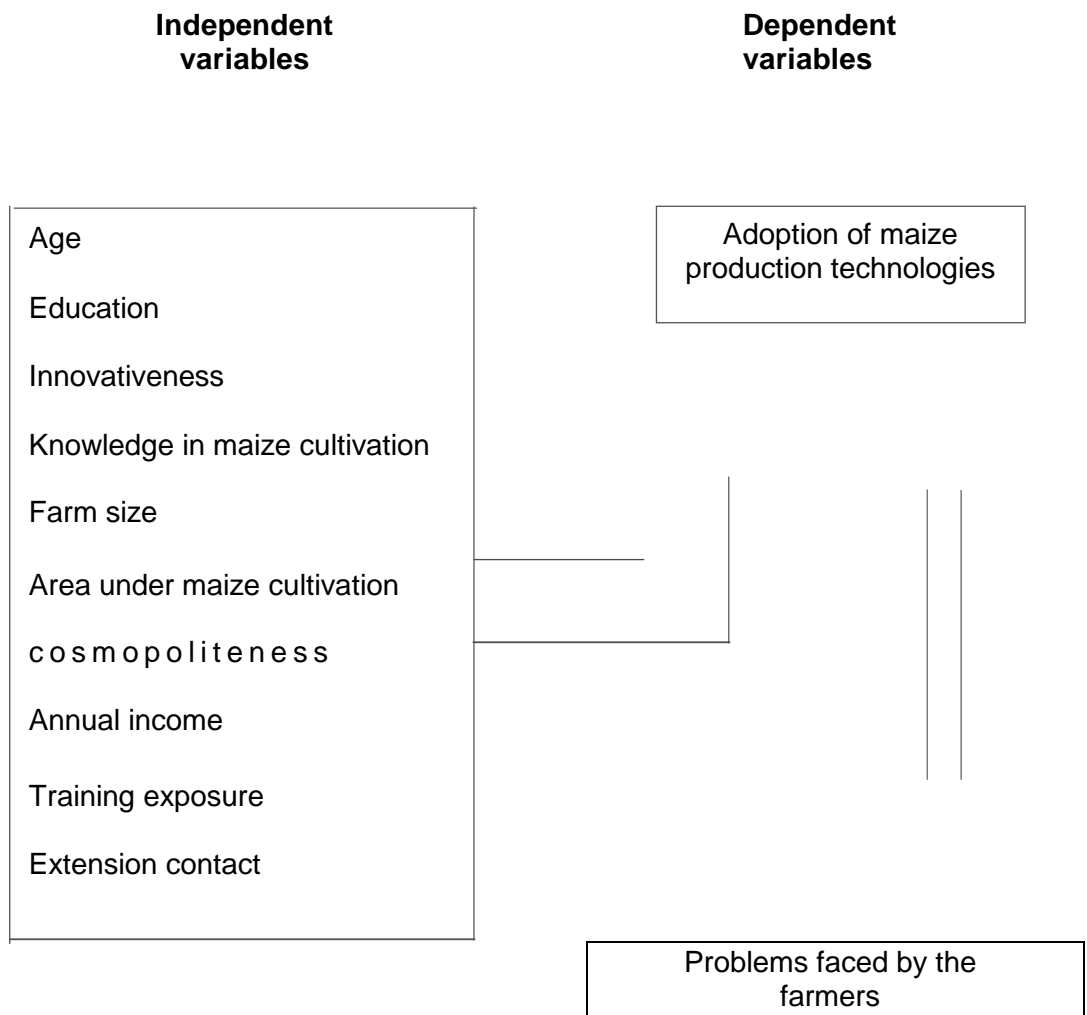 Independent
variables
Dependent
variables
Age
Education
Innovativeness
Knowledge in maize cultivation
Farm size
Area under maize cultivation
cosmopoliteness
Annual income
Training exposure
Extension contact
Adoption of maize
production technologies
Problems faced by the
farmers